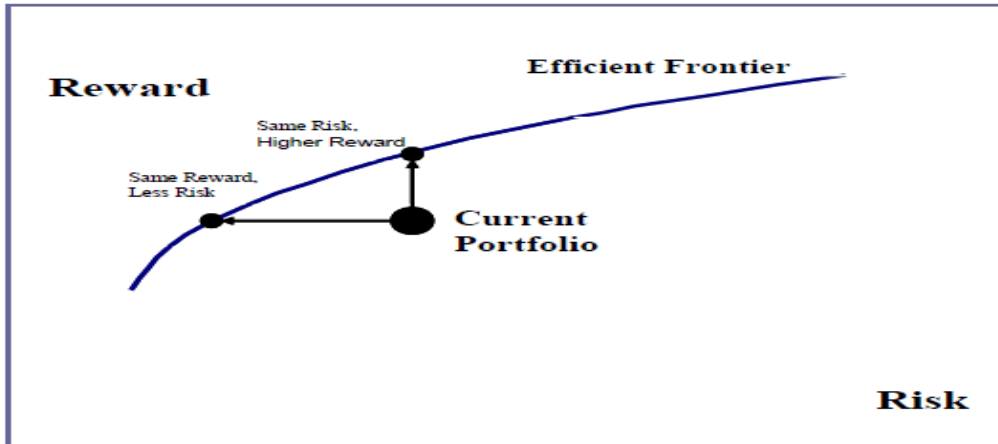 Efficient Frontier
Reward
Same Risk,
Higher Reward
Same Reward,
Less Risk
Current
Portfolio
Risk